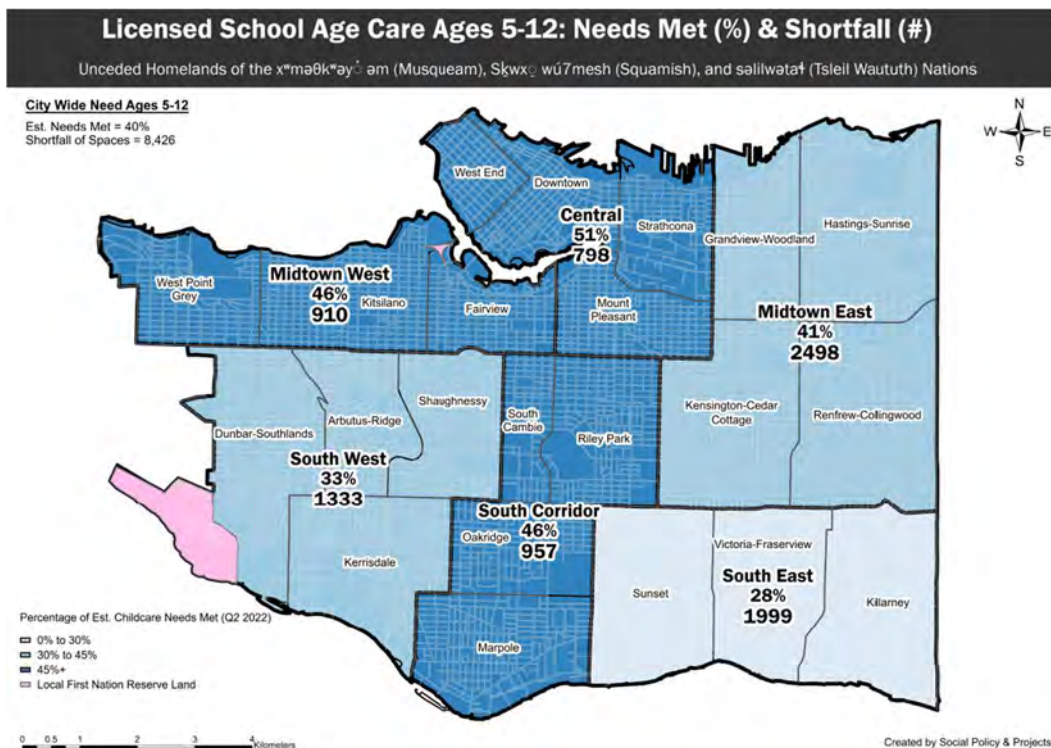 Licensed School Age Care Ages 5-12: Needs Met (%) & Shortfall (#)
Unceded Homelands of the xʷməθkʷəy̓ əm (Musqueam), Sḵwx̱ wú7mesh (Squamish), and səlilwətaɬ (Tsleil Waututh) Nations
City Wide Need Ages 5-12
Est. Needs Met = 40%
Shortfall of Spaces = 8,426
N
W
E
S
West End
Downtown
Central
51%
798
Strathcona
Hastings-Sunrise
Grandview-Woodland
West Point
Grey
Midtown West
46%
910
Kitsilano
Fairview
Mount
Pleasant
Midtown East
41%
2498
Dunbar-Southlands
Arbutus-Ridge
Shaughnessy
South
Cambie
Riley Park
Kensington-Cedar
Cottage
Renfrew-Collingwood
South West
33%
1333
South Corridor
46%
957
Oakridge
Kerrisdale
Victoria-Fraserview
Sunset
South East
28%
1999
Killarney
Marpole
Percentage of Est. Childcare Needs Met (Q2 2022)
0% to 30%
30% to 45%
45%+
Local First Nation Reserve Land
0 0.5 1 2 3 4
Kilometers
Created by Social Policy & Projects